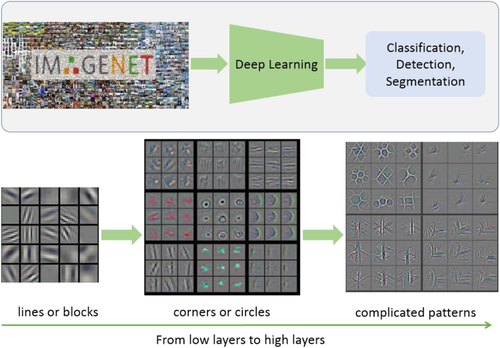 IMAGENET
Deep Learning
Classification,
Detection,
Segmentation
lines or blocks
corners or circles
complicated patterns
From low layers to high layers